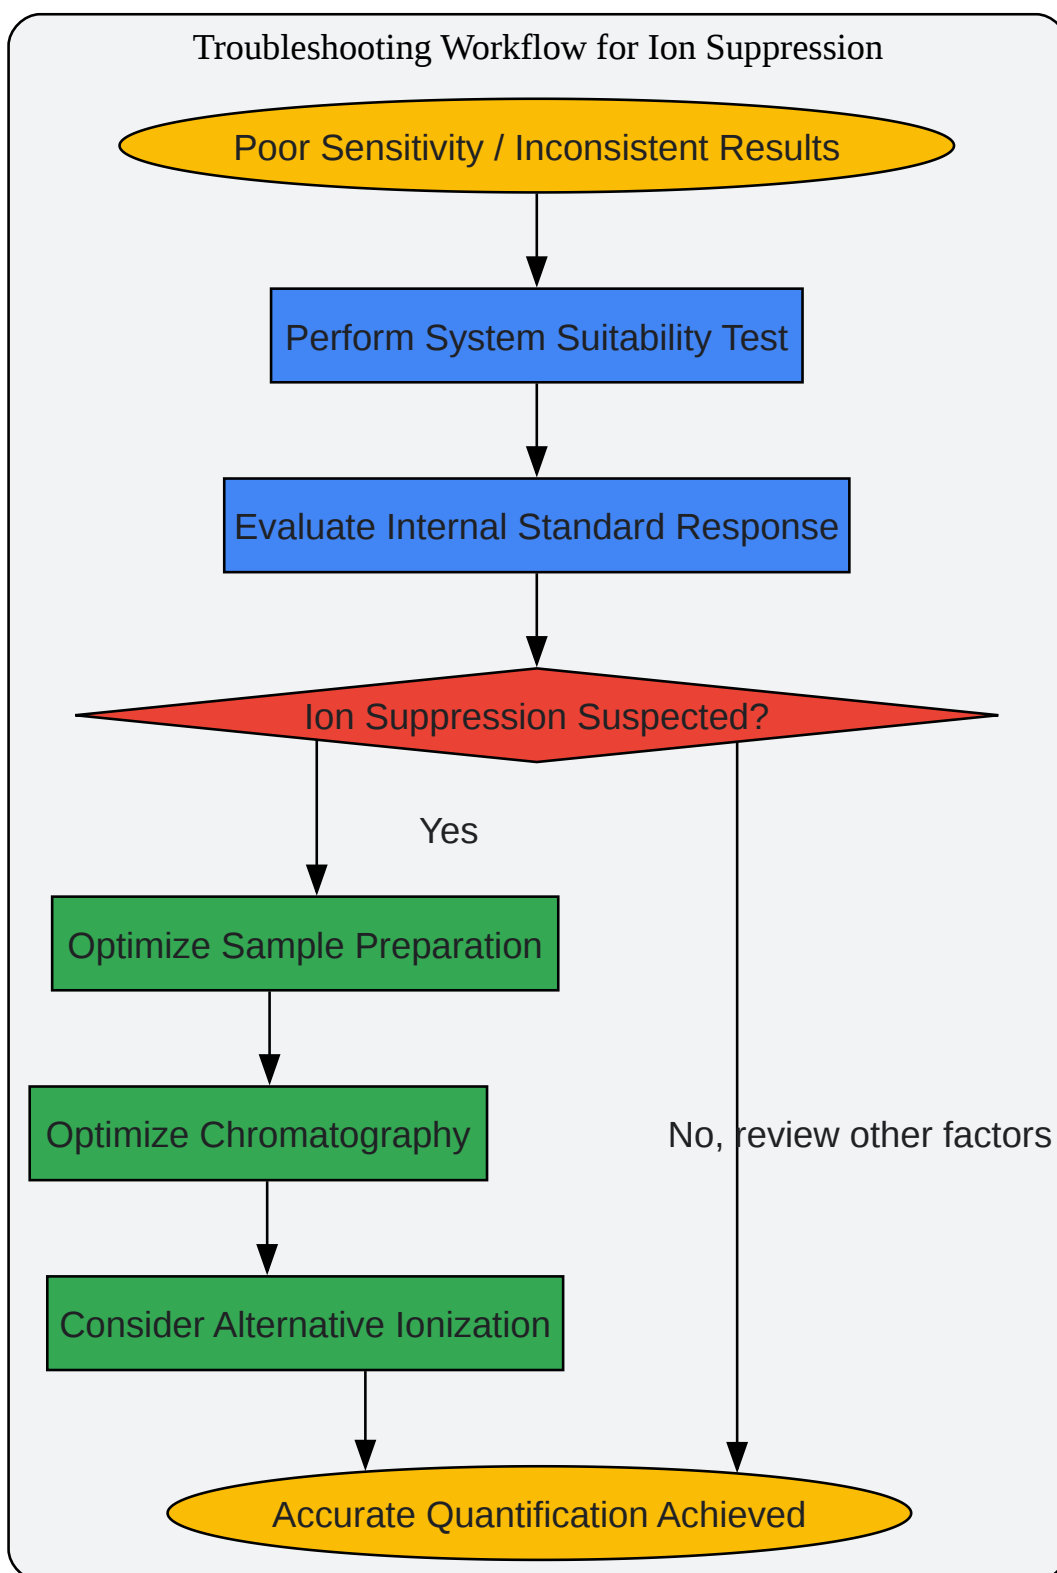 Troubleshooting Workflow for Ion Suppression
Poor Sensitivity / Inconsistent Results
Perform System Suitability Test
Evaluate Internal Standard Response
Ion Suppression Suspected?
Yes
Optimize Sample Preparation
Optimize Chromatography
No, review other factors
Consider Alternative Ionization
Accurate Quantification Achieved